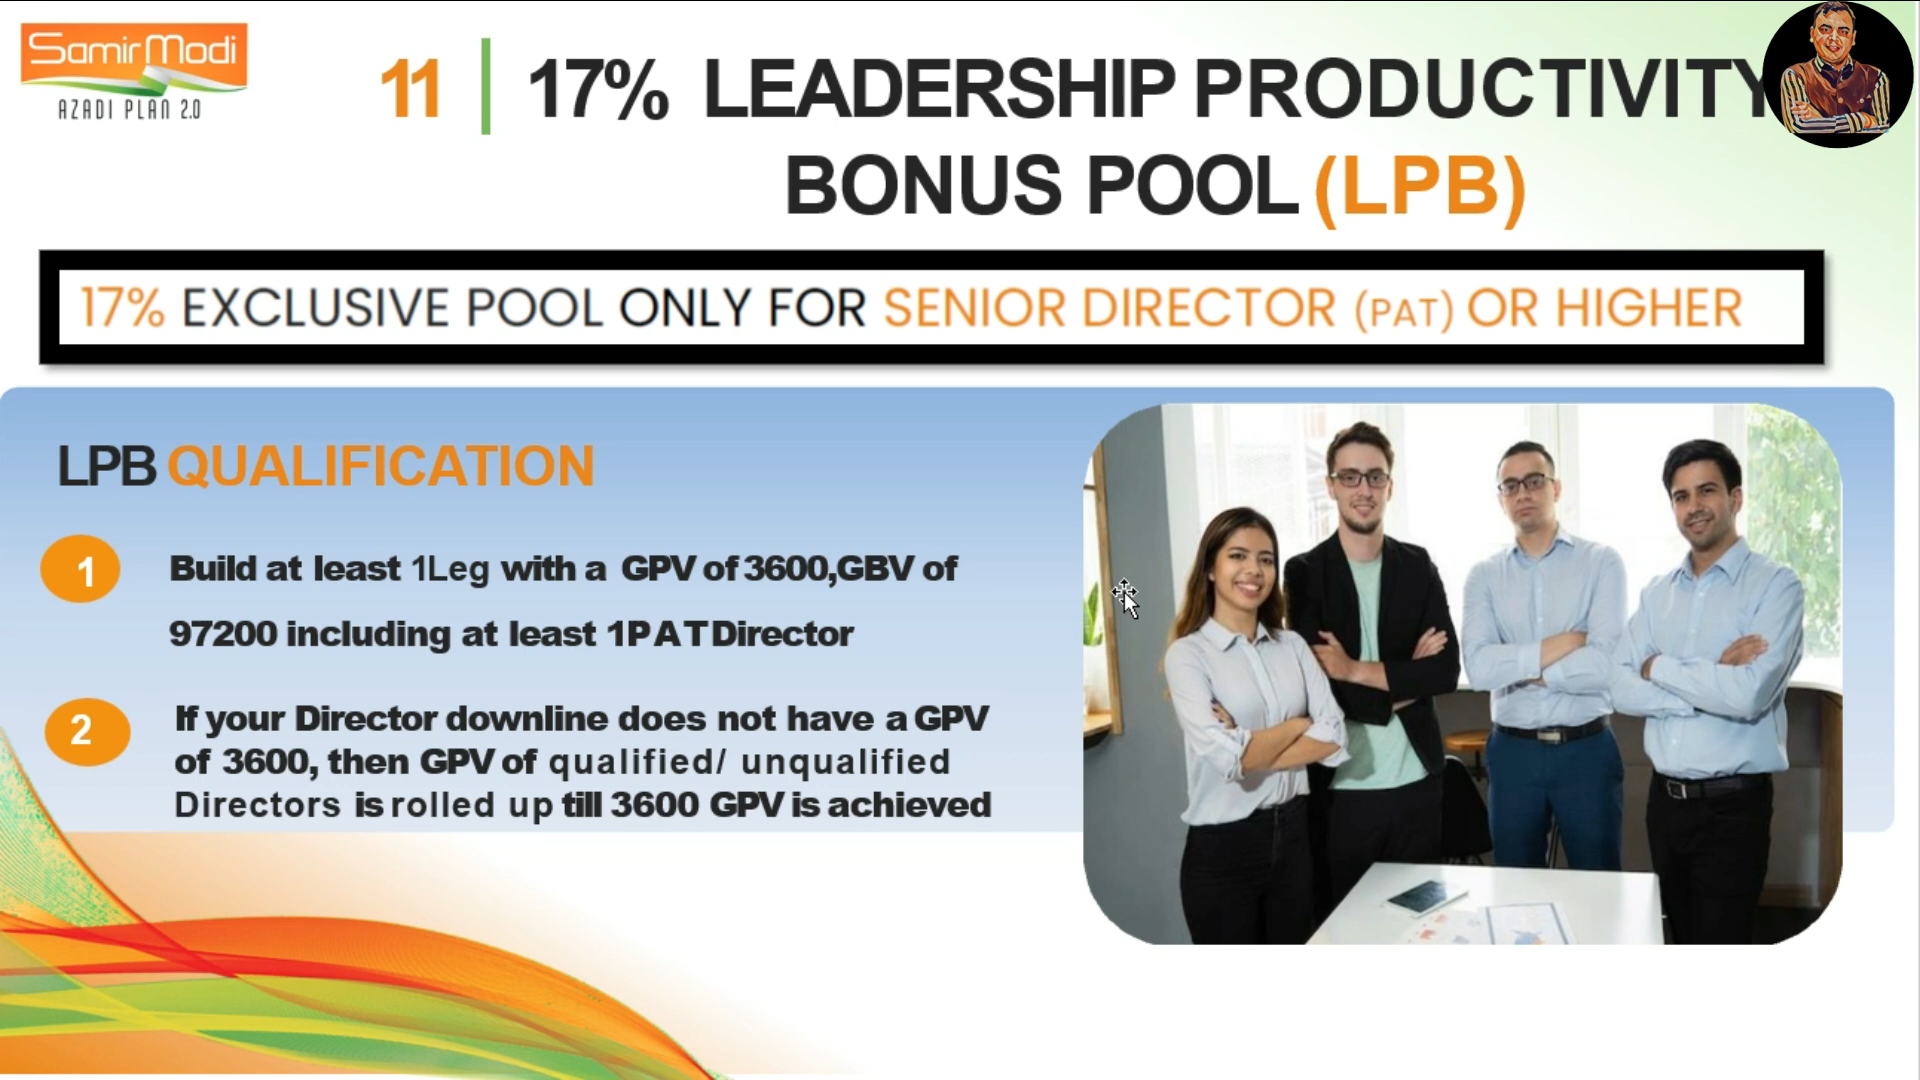 SamirModi
AZADI PLAN 2.0
11 17% LEADERSHIP PRODUCTIVITY
BONUS POOL (LPB)
17% EXCLUSIVE POOL ONLY FOR SENIOR DIRECTOR (PAT) OR HIGHER
LPB QUALIFICATION
1 Build at least 1Leg with a GPV of 3600,GBV of
97200 including at least 1PAT Director
2 If your Director downline does not have a GPV
of 3600, then GPV of qualified/ unqualified
Directors is rolled up till 3600 GPV is achieved